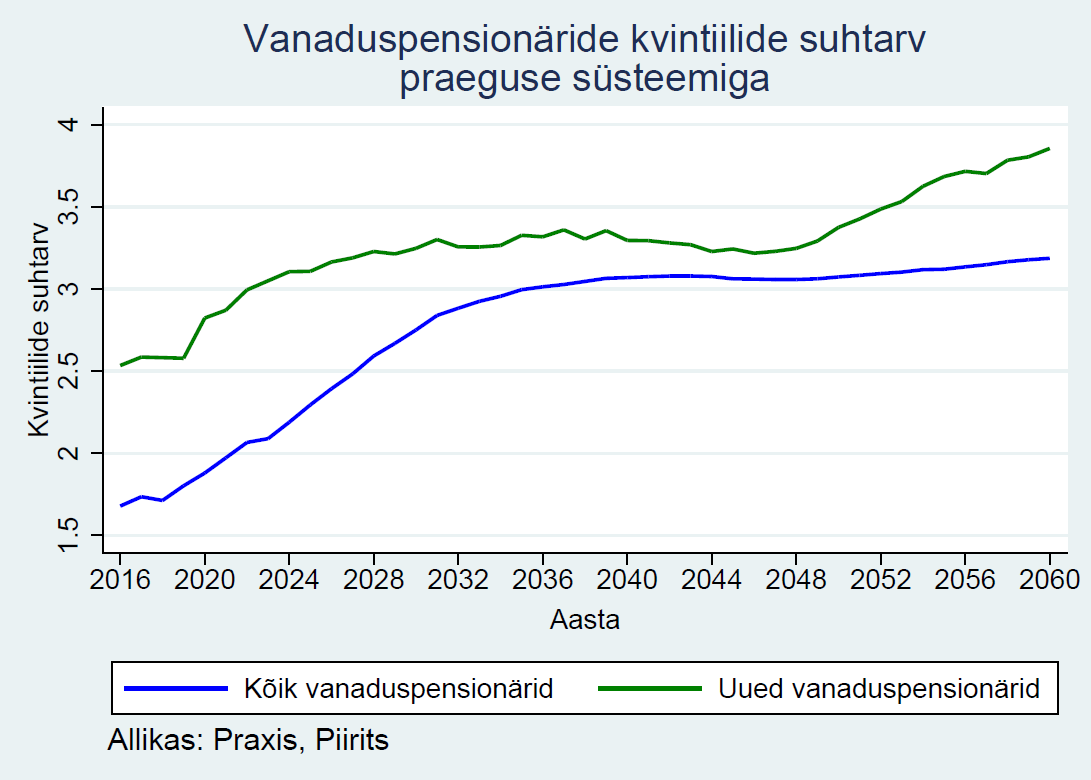 Vanaduspensionäride kvintiilide suhtarv
praeguse süsteemiga
Kvintiilide suhtarv
4
3.5
3
2.5
2
1.5
2016 2020 2024 2028 2032 2036 2040 2044 2048 2052 2056 2060
Aasta
Kõik vanaduspensionärid Uued vanaduspensionärid
Allikas: Praxis, Piirits